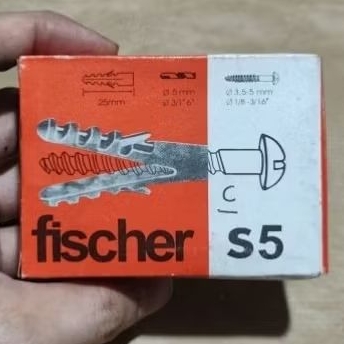 25mm
Ø 5 mm
Ø 3/16"
Ø 3,5-5 mm
Ø 1/8-3/16"
C
fischer S5